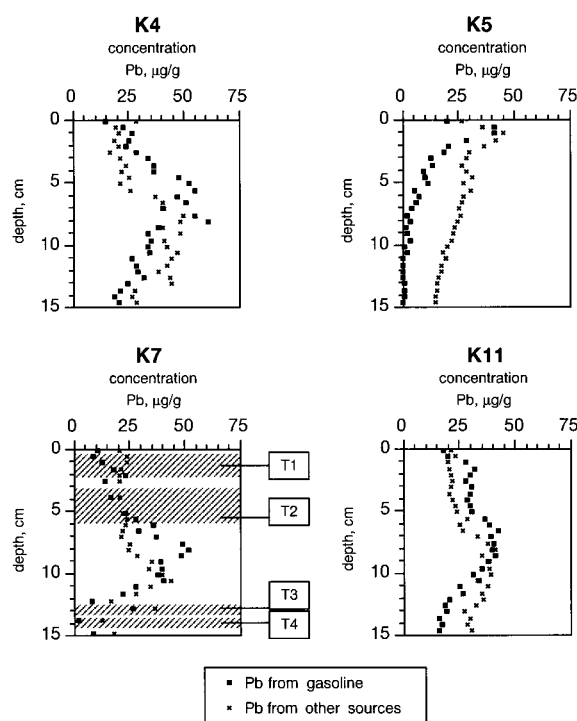 K4
concentration
Pb, µg/g
0 25 50 75
0
5
10
15
depth, cm
K5
concentration
Pb, µg/g
0 25 50 75
0
5
10
15
depth, cm
K7
concentration
Pb, µg/g
0 25 50 75
0
5
10
15
depth, cm
T1
T2
T3
T4
K11
concentration
Pb, µg/g
0 25 50 75
0
5
10
15
depth, cm
Pb from gasoline
Pb from other sources